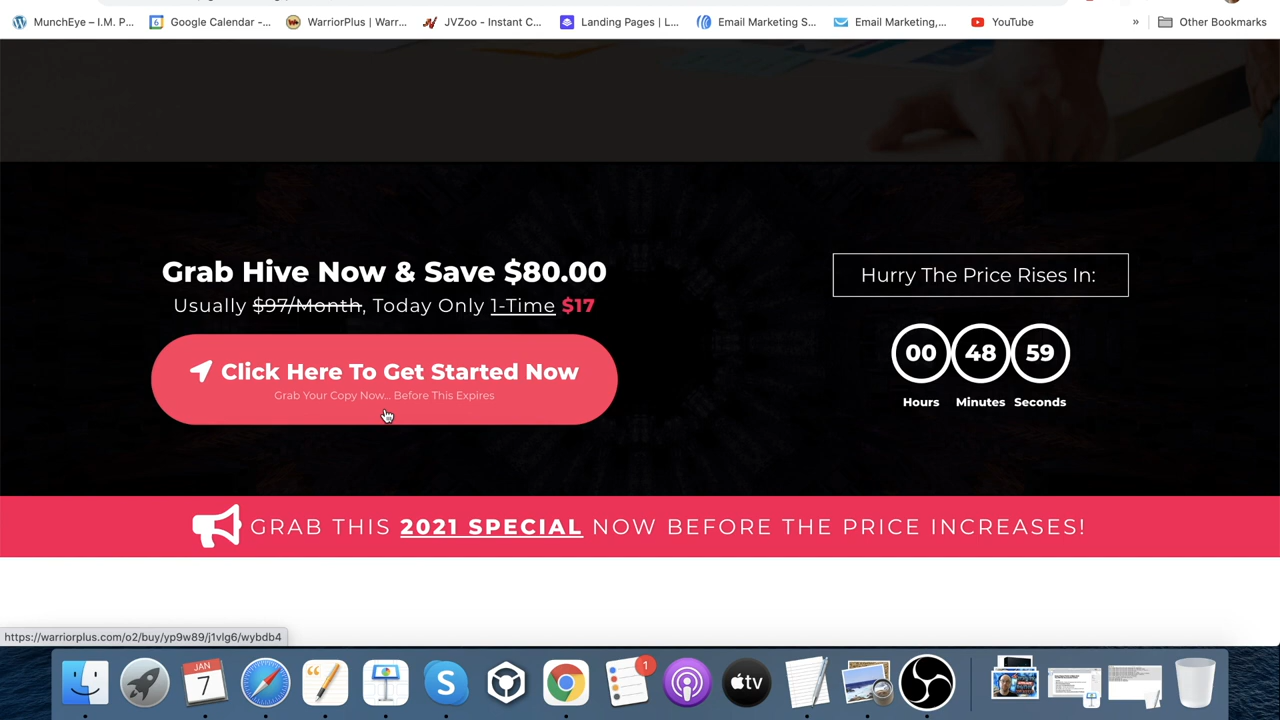 MunchEye – I.M. P...
Google Calendar -...
WarriorPlus | Warr...
JVZoo - Instant C...
Landing Pages | L...
Email Marketing S...
Email Marketing,...
YouTube
»
Other Bookmarks
Grab Hive Now & Save $80.00
Usually $97/Month, Today Only 1-Time $17
Click Here To Get Started Now
Grab Your Copy Now... Before This Expires
Hurry The Price Rises In:
00 48 59
Hours Minutes Seconds
GRAB THIS 2021 SPECIAL NOW BEFORE THE PRICE INCREASES!
https://warriorplus.com/o2/buy/yp9w89/j1vlg6/wybdb4
JAN
7
S
1
tv